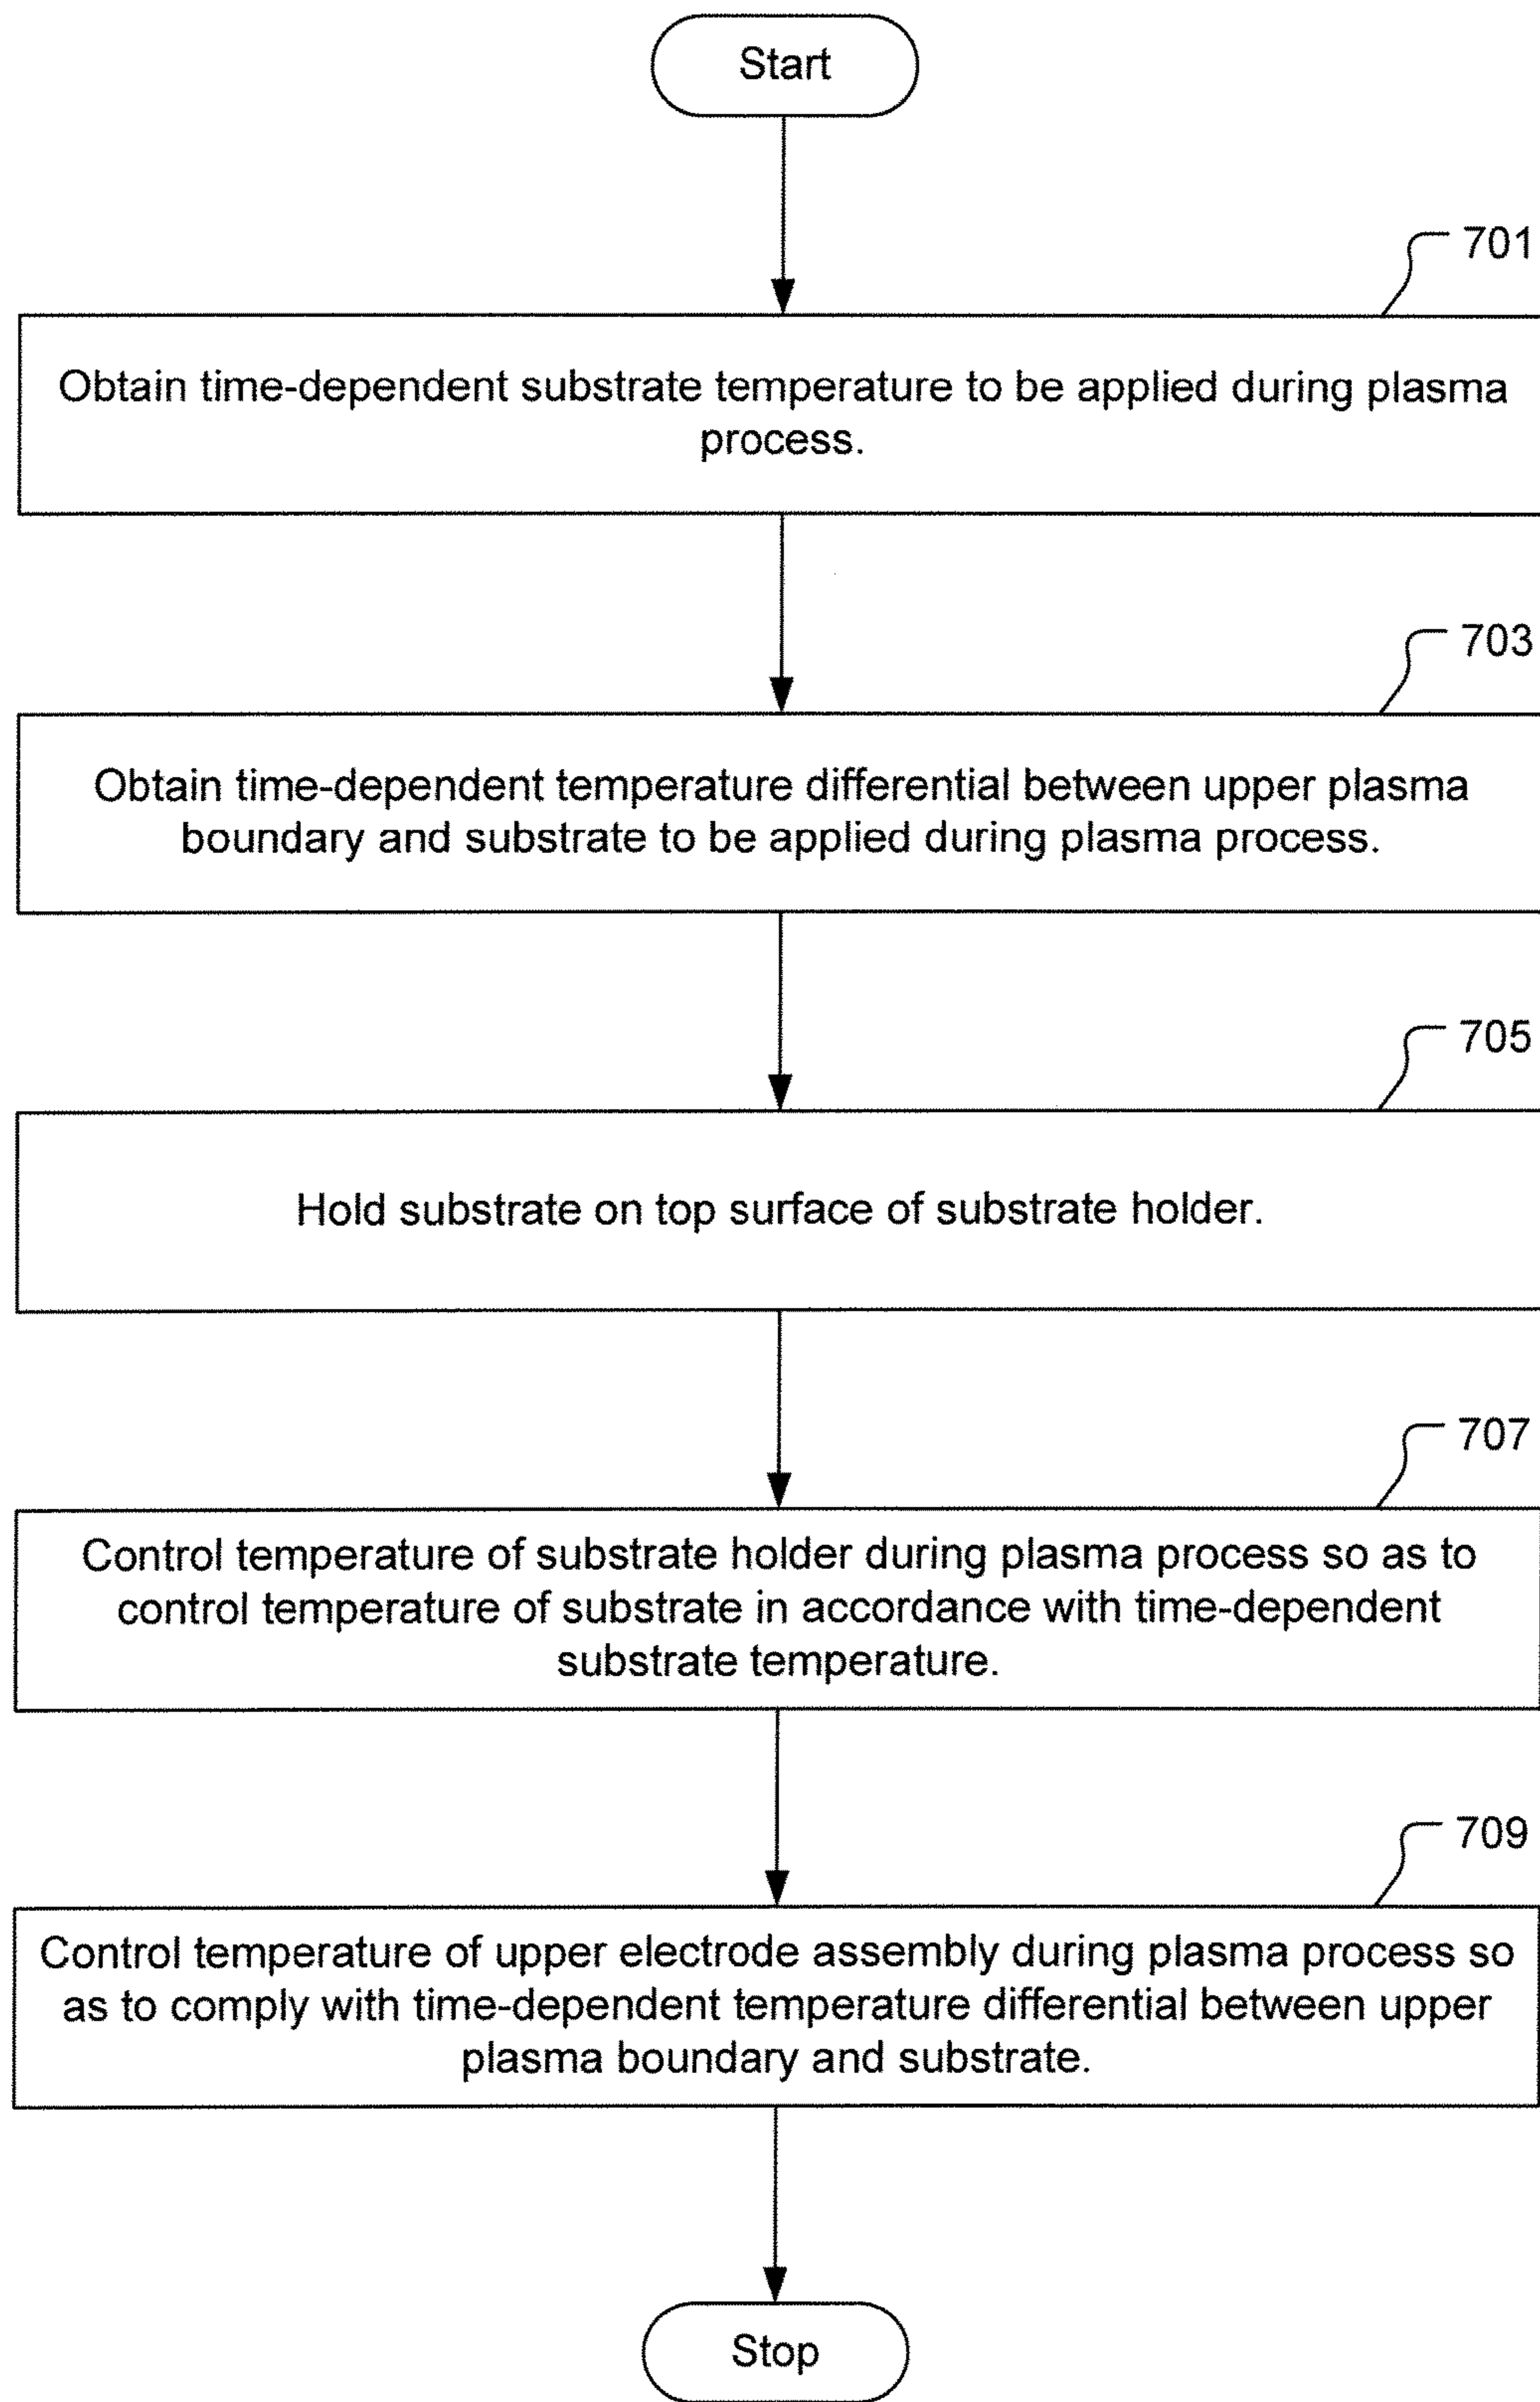 Start
701
Obtain time-dependent substrate temperature to be applied during plasma
process.
703
Obtain time-dependent temperature differential between upper plasma
boundary and substrate to be applied during plasma process.
705
Hold substrate on top surface of substrate holder.
707
Control temperature of substrate holder during plasma process so as to
control temperature of substrate in accordance with time-dependent
substrate temperature.
709
Control temperature of upper electrode assembly during plasma process so
as to comply with time-dependent temperature differential between upper
plasma boundary and substrate.
Stop